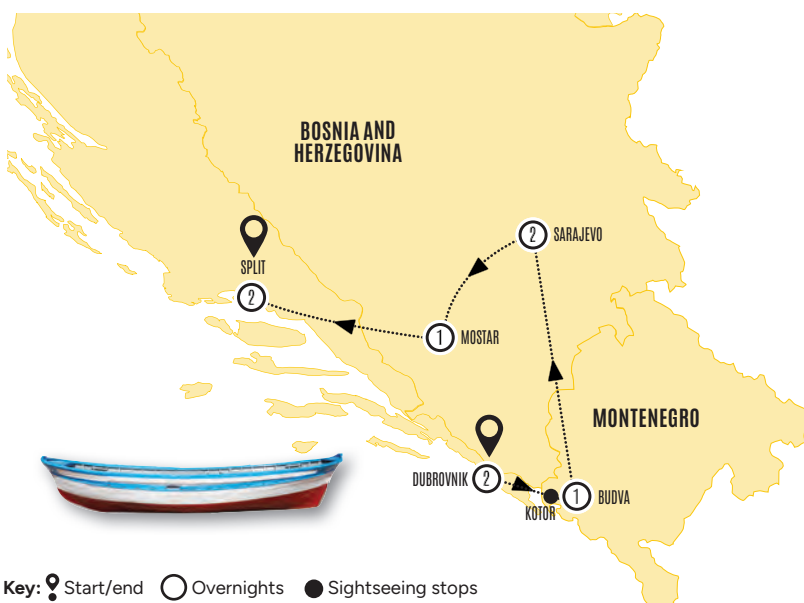 BOSNIA AND
HERZEGOVINA
2
SARAJEVO
SPLIT
2
1
MOSTAR
MONTENEGRO
DUBROVNIK
2
KOTOR
1
BUDVA
Key: Start/end Overnights Sightseeing stops